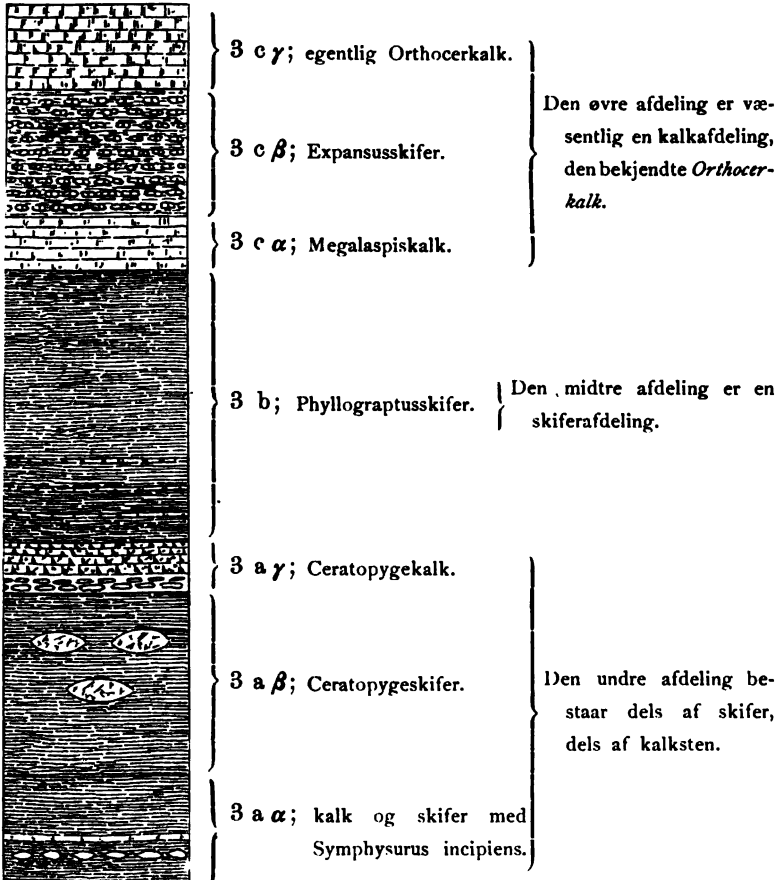 3 c γ; egentlig Orthocerkalk.
3 c β; Expansusskifer.
3 c α; Megalaspiskalk.
Den øvre afdeling er væ-
sentlig en kalkafdeling,
den bekjendte Orthocer-
kalk.
3 b; Phyllograptusskifer.
Den midtre afdeling er en
skiferafdeling.
3 a γ; Ceratopygekalk.
3 a β; Ceratopygeskifer.
3 a α; kalk og skifer med
Symphysurus incipiens.
Den undre afdeling be-
staar dels af skifer,
dels af kalksten.